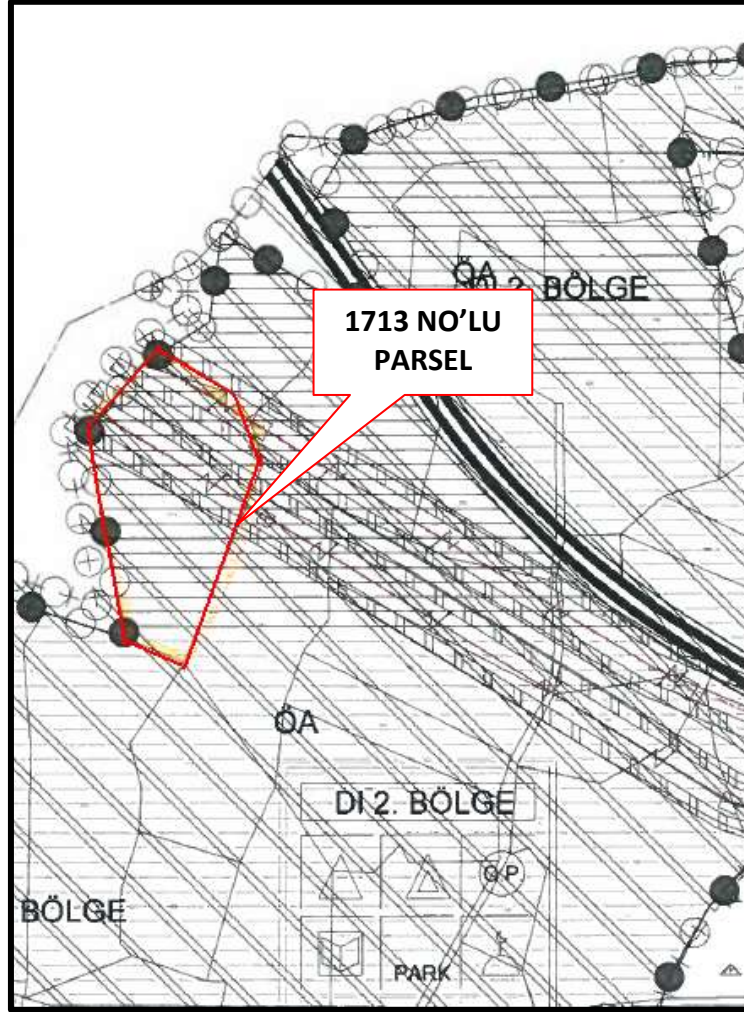 ÖA
2. BÖLGE
1713 NO’LU
PARSEL
ÖA
DI 2. BÖLGE
G.P.
BÖLGE
PARK